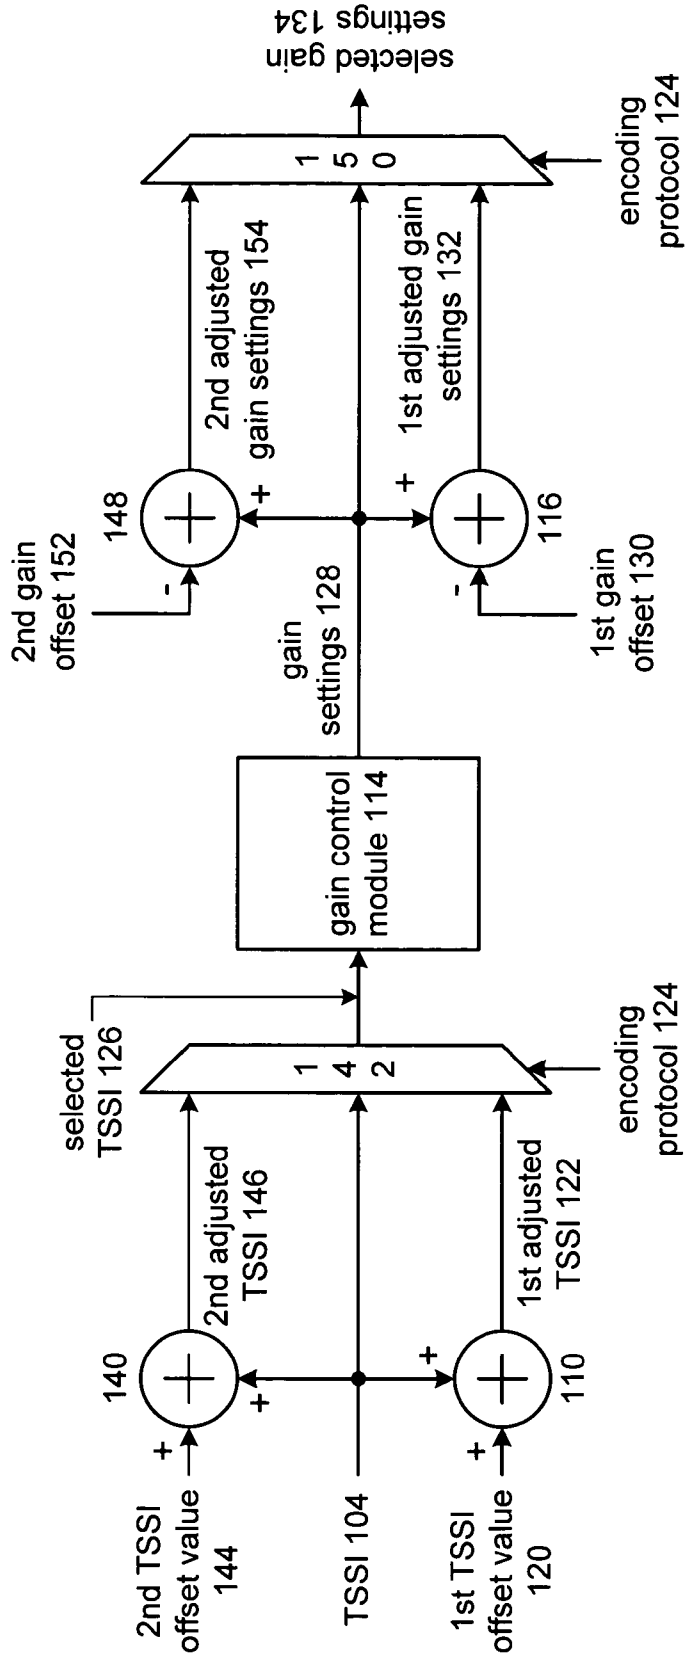 2nd TSSI
offset value
144
TSSI 104
1st TSSI
offset value
120
+
+
+
+
140
110
2nd adjusted
TSSI 146
1st adjusted
TSSI 122
selected
TSSI 126
1
4
2
encoding
protocol 124
gain control
module 114
gain
settings 128
2nd gain
offset 152
1st gain
offset 130
-
+
+
-
148
116
2nd adjusted
gain settings 154
1st adjusted gain
settings 132
1
5
0
encoding
protocol 124
selected gain
settings 134